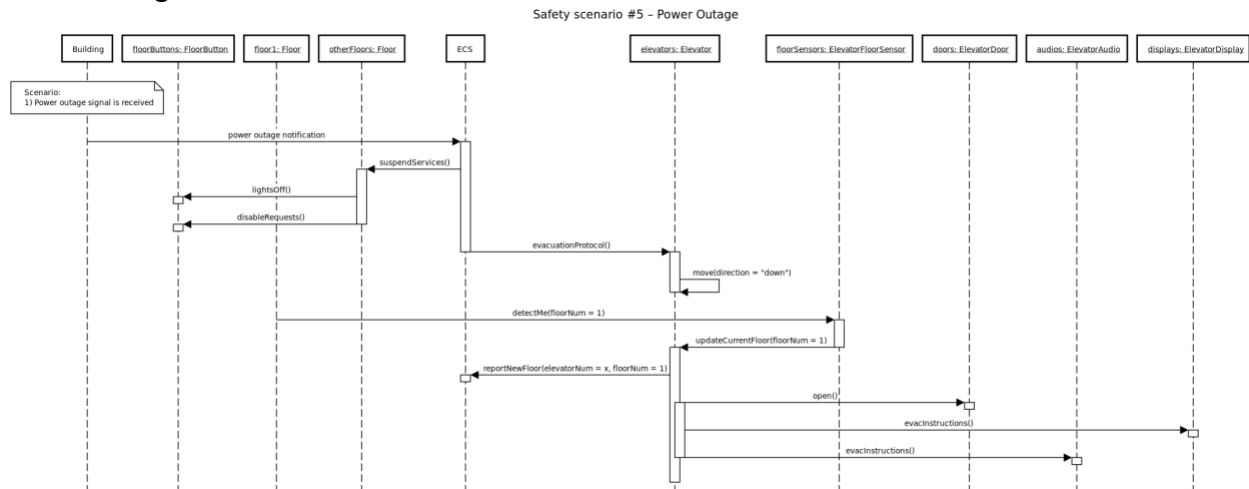 Safety scenario #5 – Power Outage
Building
floorButtons: FloorButton
floor1: Floor
otherFloors: Floor
ECS
elevators: Elevator
floorSensors: ElevatorFloorSensor
doors: ElevatorDoor
audios: ElevatorAudio
displays: ElevatorDisplay
Scenario:
1) Power outage signal is received
power outage notification
suspendServices()
lightsOff()
disableRequests()
evacuationProtocol()
move(direction = "down")
detectMe(floorNum = 1)
updateCurrentFloor(floorNum = 1)
reportNewFloor(elevatorNum = x, floorNum = 1)
open()
evacInstructions()
evacInstructions()